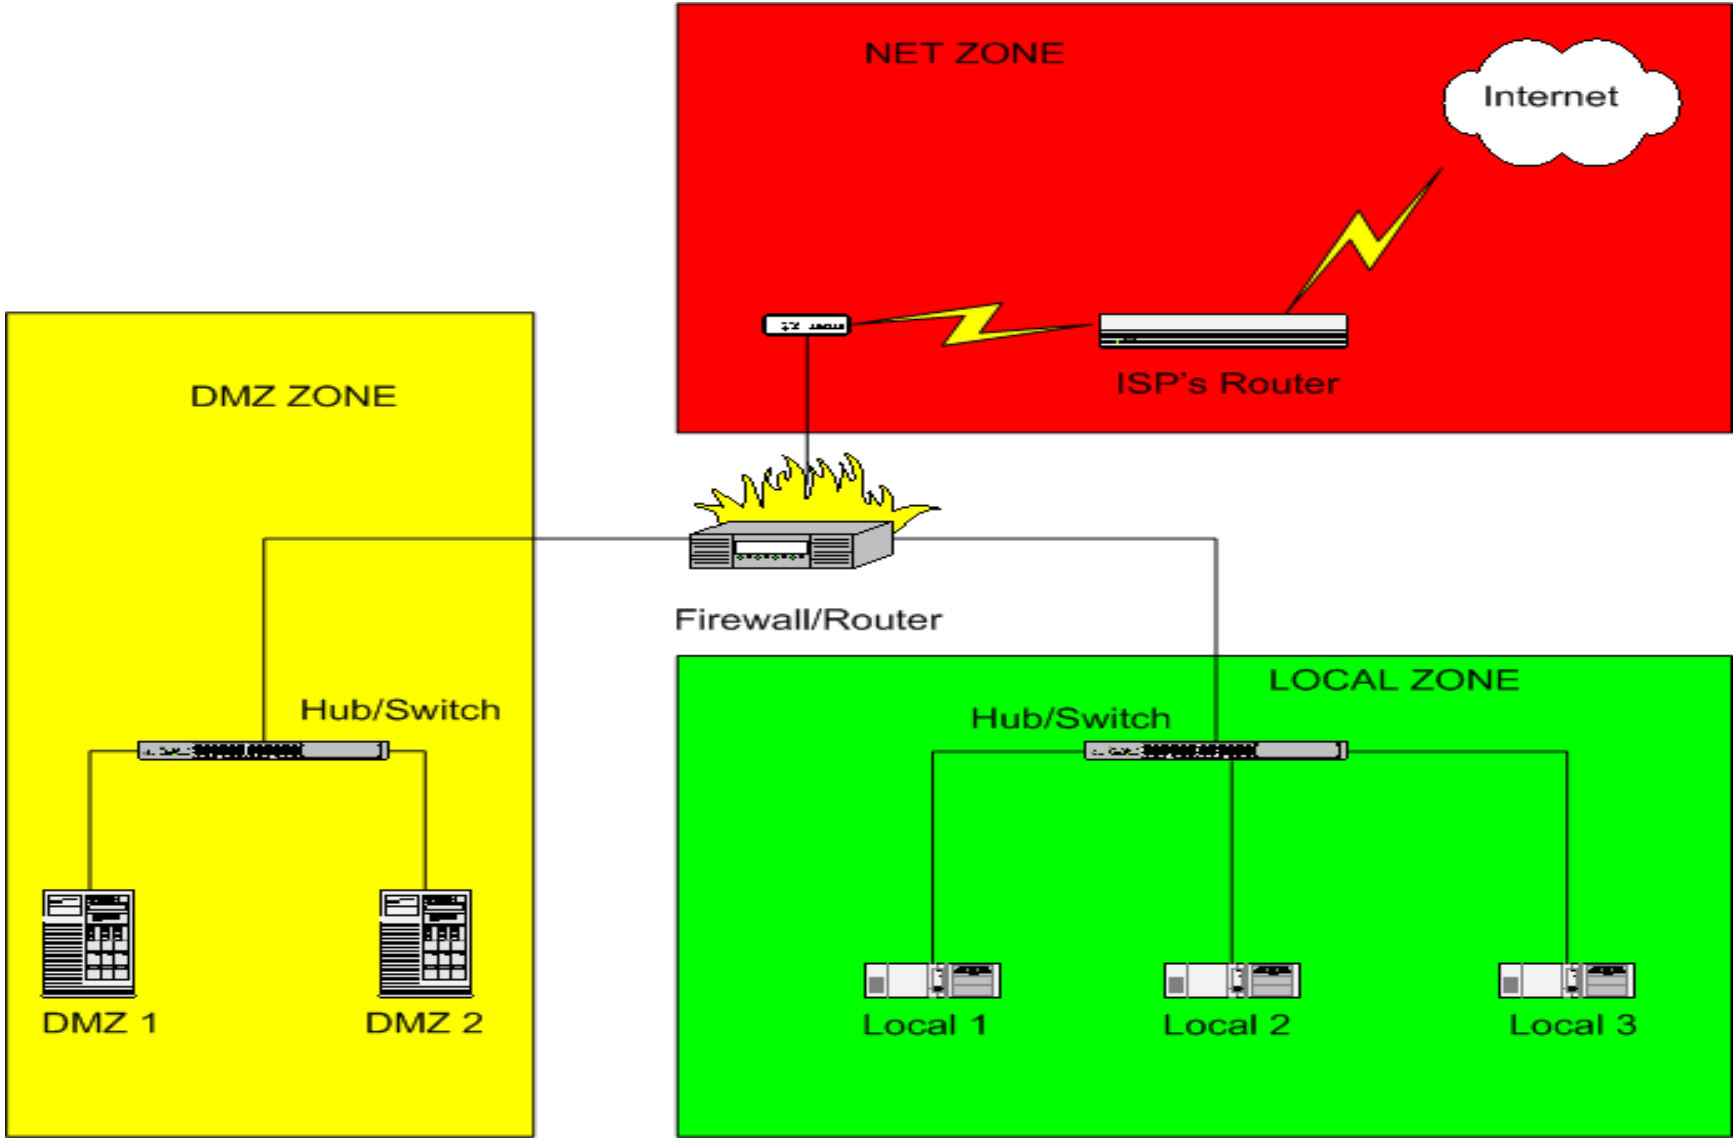 NET ZONE
Internet
ISP's Router
DMZ ZONE
Firewall/Router
Hub/Switch
DMZ 1
DMZ 2
LOCAL ZONE
Hub/Switch
Local 1
Local 2
Local 3